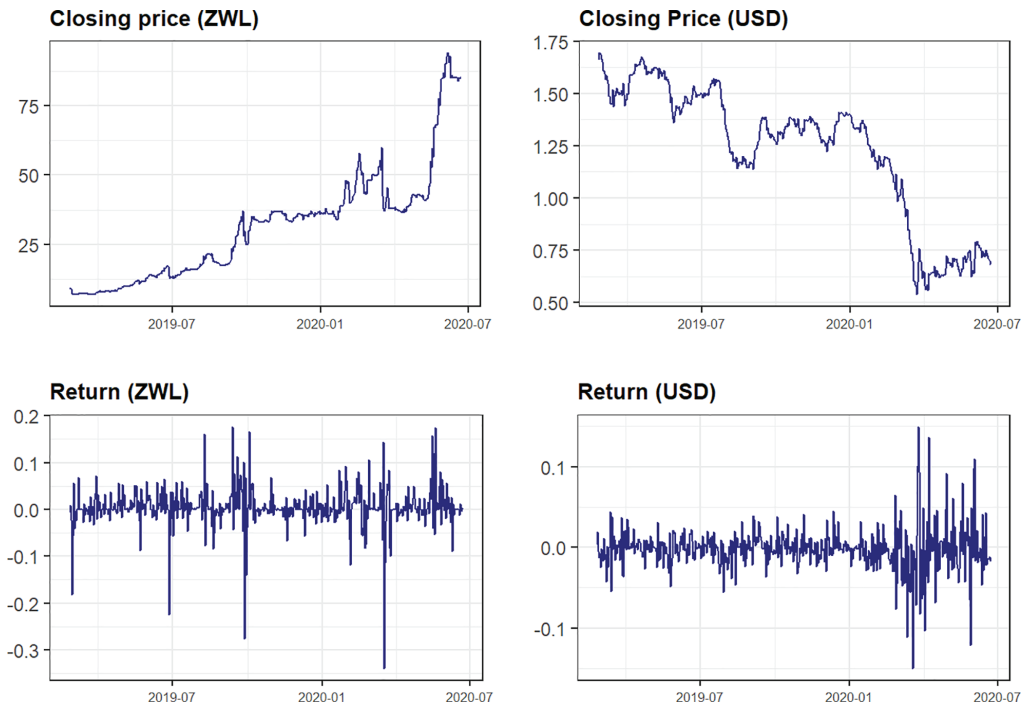 Closing price (ZWL)
75
50
25
2019-07 2020-01 2020-07
Closing Price (USD)
1.75
1.50
1.25
1.00
0.75
0.50
2019-07 2020-01 2020-07
Return (ZWL)
0.2
0.1
0.0
-0.1
-0.2
-0.3
2019-07 2020-01 2020-07
Return (USD)
0.1
0.0
-0.1
2019-07 2020-01 2020-07